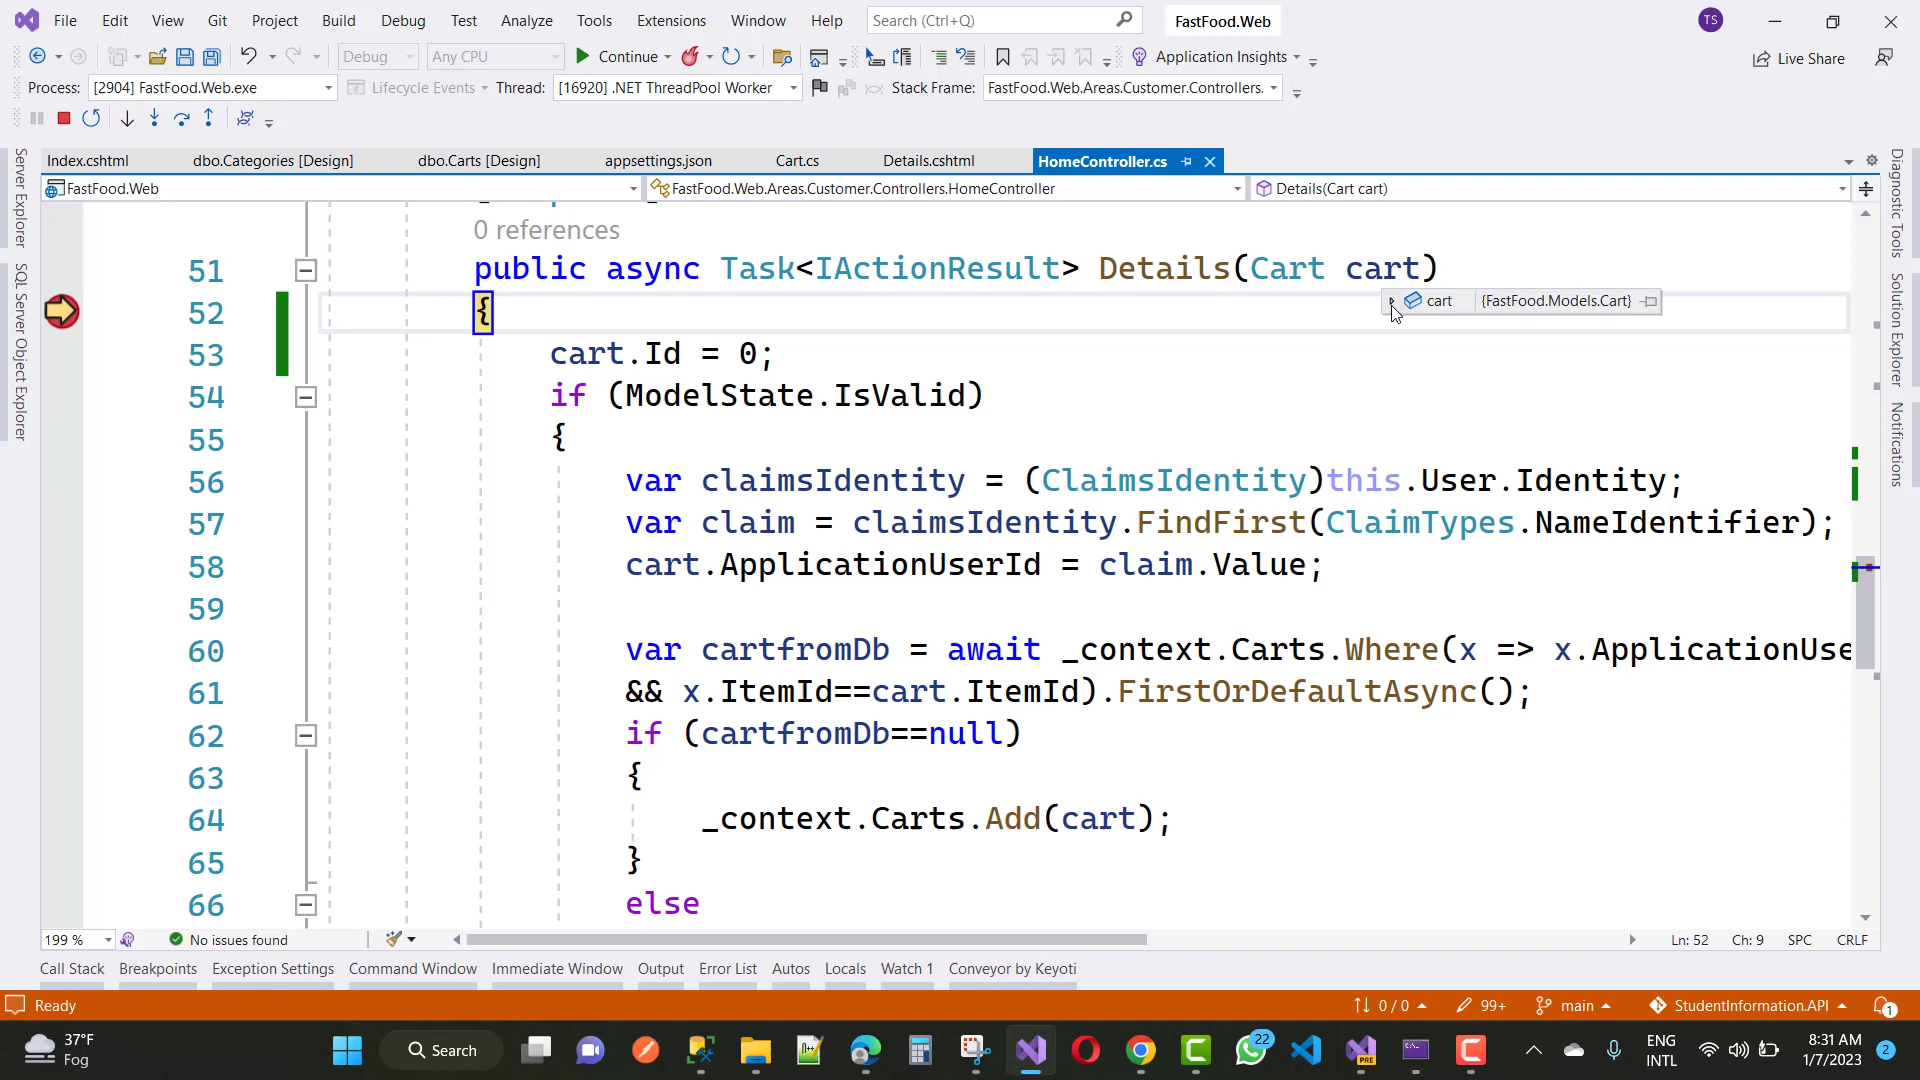 File Edit View Git Project Build Debug Test Analyze Tools Extensions Window Help Search (Ctrl+Q) FastFood.Web TS
Debug Any CPU Continue Application Insights Live Share
Process: [2904] FastFood.Web.exe Lifecycle Events Thread: [16920] .NET ThreadPool Worker Stack Frame: FastFood.Web.Areas.Customer.Controllers.
Index.cshtml dbo.Categories [Design] dbo.Carts [Design] appsettings.json Cart.cs Details.cshtml HomeController.cs
FastFood.Web FastFood.Web.Areas.Customer.Controllers.HomeController Details(Cart cart)
Server Explorer
SQL Server Object Explorer
Diagnostic Tools
Solution Explorer
Notifications
0 references
51 public async Task<IActionResult> Details(Cart cart)
cart {FastFood.Models.Cart}
52 {
53 cart.Id = 0;
54 if (ModelState.IsValid)
55 {
56 var claimsIdentity = (ClaimsIdentity)this.User.Identity;
57 var claim = claimsIdentity.FindFirst(ClaimTypes.NameIdentifier);
58 cart.ApplicationUserId = claim.Value;
59
60 var cartfromDb = await _context.Carts.Where(x => x.ApplicationUse
61 && x.ItemId==cart.ItemId).FirstOrDefaultAsync();
62 if (cartfromDb==null)
63 {
64 _context.Carts.Add(cart);
65 }
66 else
199 % No issues found Ln: 52 Ch: 9 SPC CRLF
Call Stack Breakpoints Exception Settings Command Window Immediate Window Output Error List Autos Locals Watch 1 Conveyor by Keyoti
Ready 0 / 0 99+ main StudentInformation.API 1
37°F
Fog
Search
22
PRE
ENG
INTL
8:31 AM
1/7/2023
2